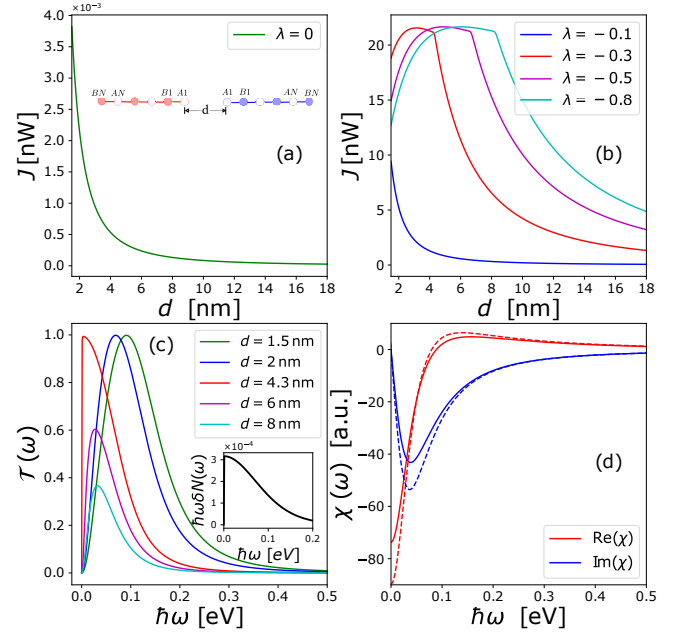 ×10⁻³
4.0
3.5
3.0
2.5
2.0
1.5
1.0
0.5
0.0
J [nW]
λ = 0
BN AN B1 A1 A1 B1 AN BN
d
(a)
2 4 6 8 10 12 14 16 18
d [nm]
20
15
10
5
0
J [nW]
λ = −0.1
λ = −0.3
λ = −0.5
λ = −0.8
(b)
2 4 6 8 10 12 14 16 18
d [nm]
1.0
0.8
0.6
0.4
0.2
0.0
𝒯(ω)
(c)
d = 1.5 nm
d = 2 nm
d = 4.3 nm
d = 6 nm
d = 8 nm
×10⁻⁴
3
2
1
0
ħωδN(ω)
0.0 0.2
ħω [eV]
0.0 0.1 0.2 0.3 0.4 0.5
ħω [eV]
0
−20
−40
−60
−80
χ(ω) [a.u.]
(d)
Re(χ)
Im(χ)
0.0 0.1 0.2 0.3 0.4 0.5
ħω [eV]